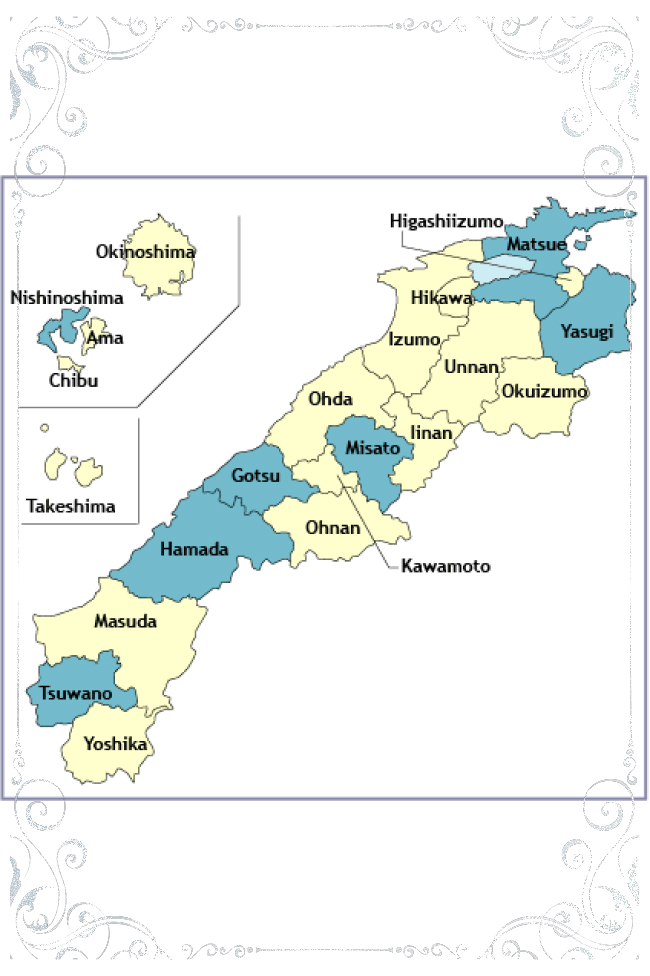 Higashiizumo
Matsue
Okinoshima
Nishinoshima
Hikawa
Yasugi
Ama
Izumo
Unnan
Chibu
Okuizumo
Ohda
Iinan
Misato
Gotsu
Takeshima
Ohnan
Hamada
Kawamoto
Masuda
Tsuwano
Yoshika